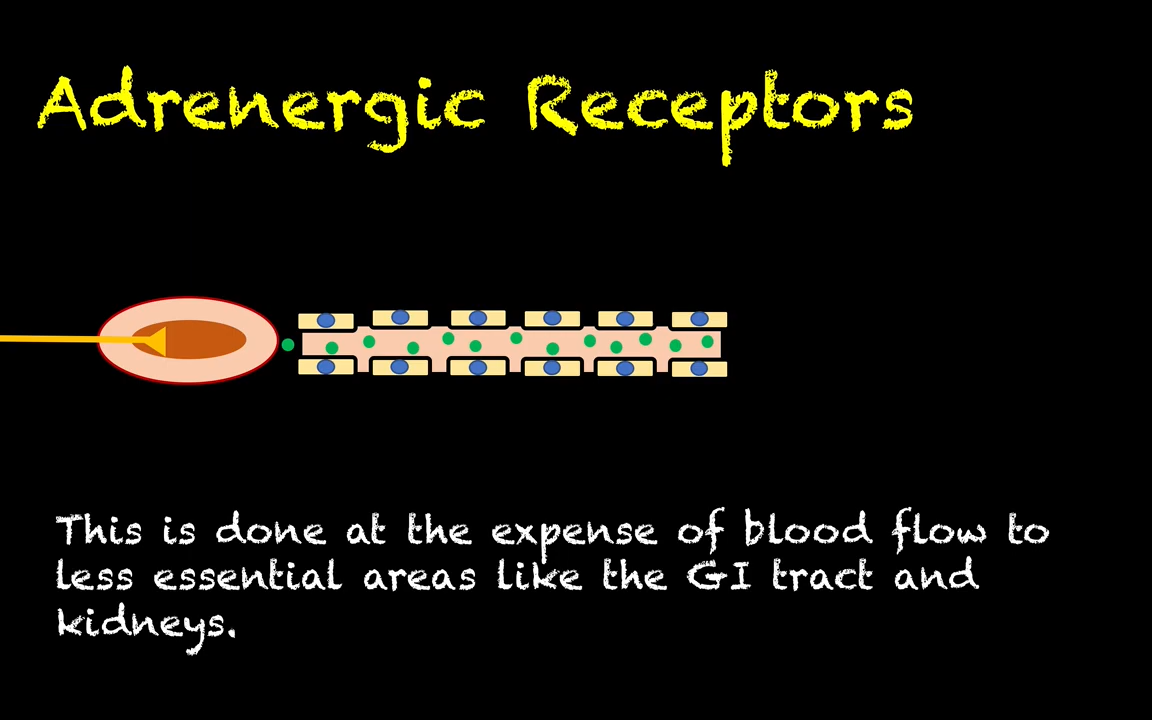 Adrenergic Receptors
This is done at the expense of blood flow to
less essential areas like the GI tract and
kidneys.